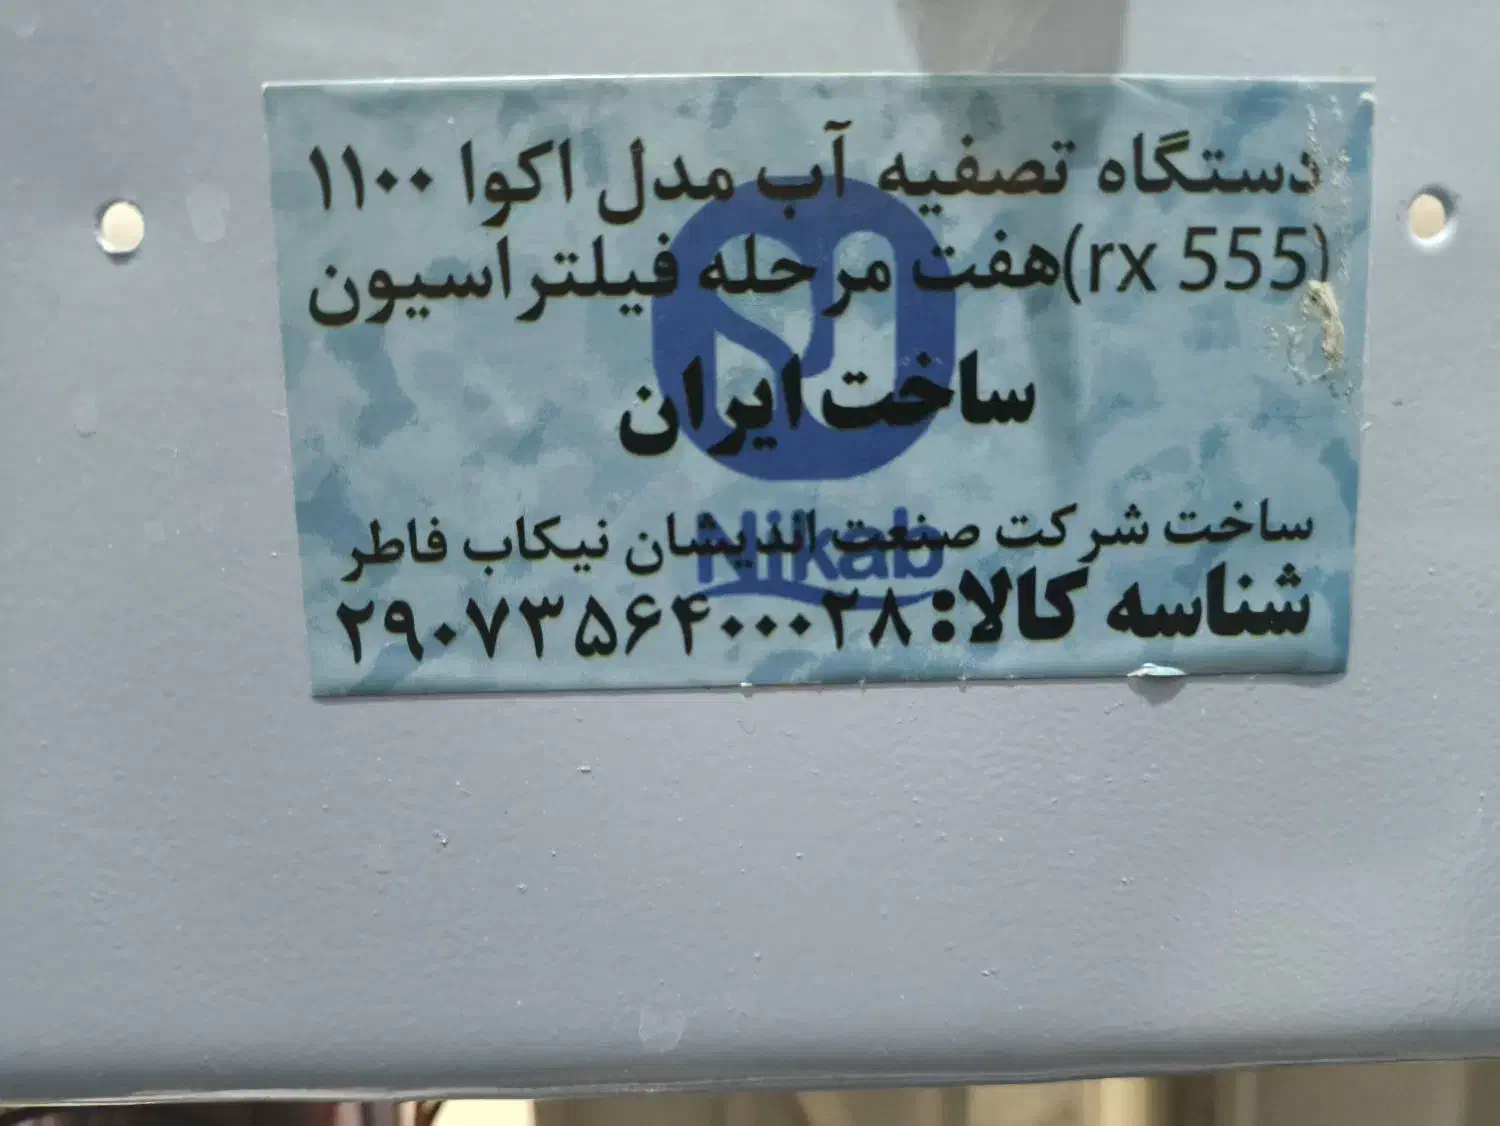 دستگاه تصفیه آب مدل اکوا ۱۱۰۰
(rx 555)هفت مرحله فیلتراسیون
ساخت ایران
Nikab
ساخت شرکت صنعت اندیشان نیکاب فاطر
شناسه کالا: ۲۹۰۷۳۵۶۴۰۰۰۲۸